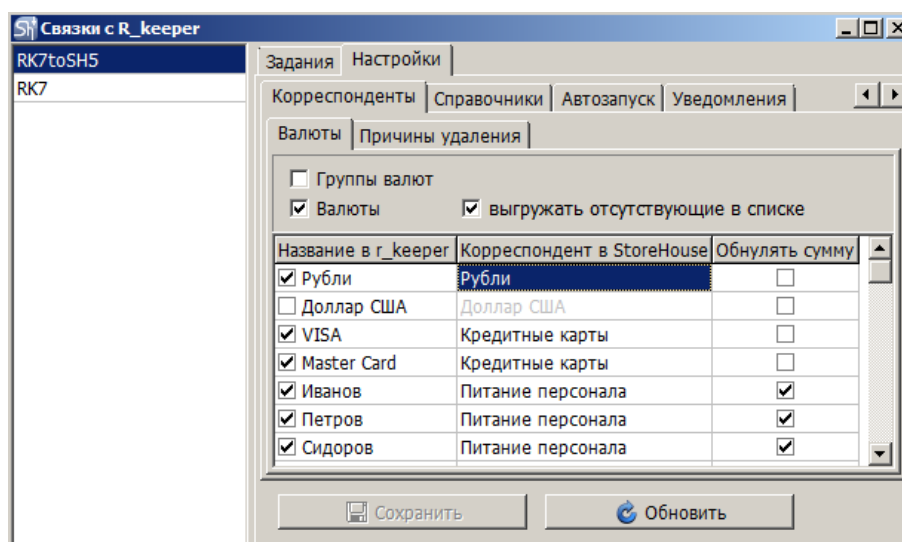 Связки с R_keeper
RK7toSH5
RK7
Задания Настройки
Корреспонденты Справочники Автозапуск Уведомления
Валюты Причины удаления
Группы валют
Валюты выгружать отсутствующие в списке
Название в r_keeper Корреспондент в StoreHouse Обнулять сумму
Рубли Рубли
Доллар США Доллар США
VISA Кредитные карты
Master Card Кредитные карты
Иванов Питание персонала
Петров Питание персонала
Сидоров Питание персонала
Сохранить Обновить